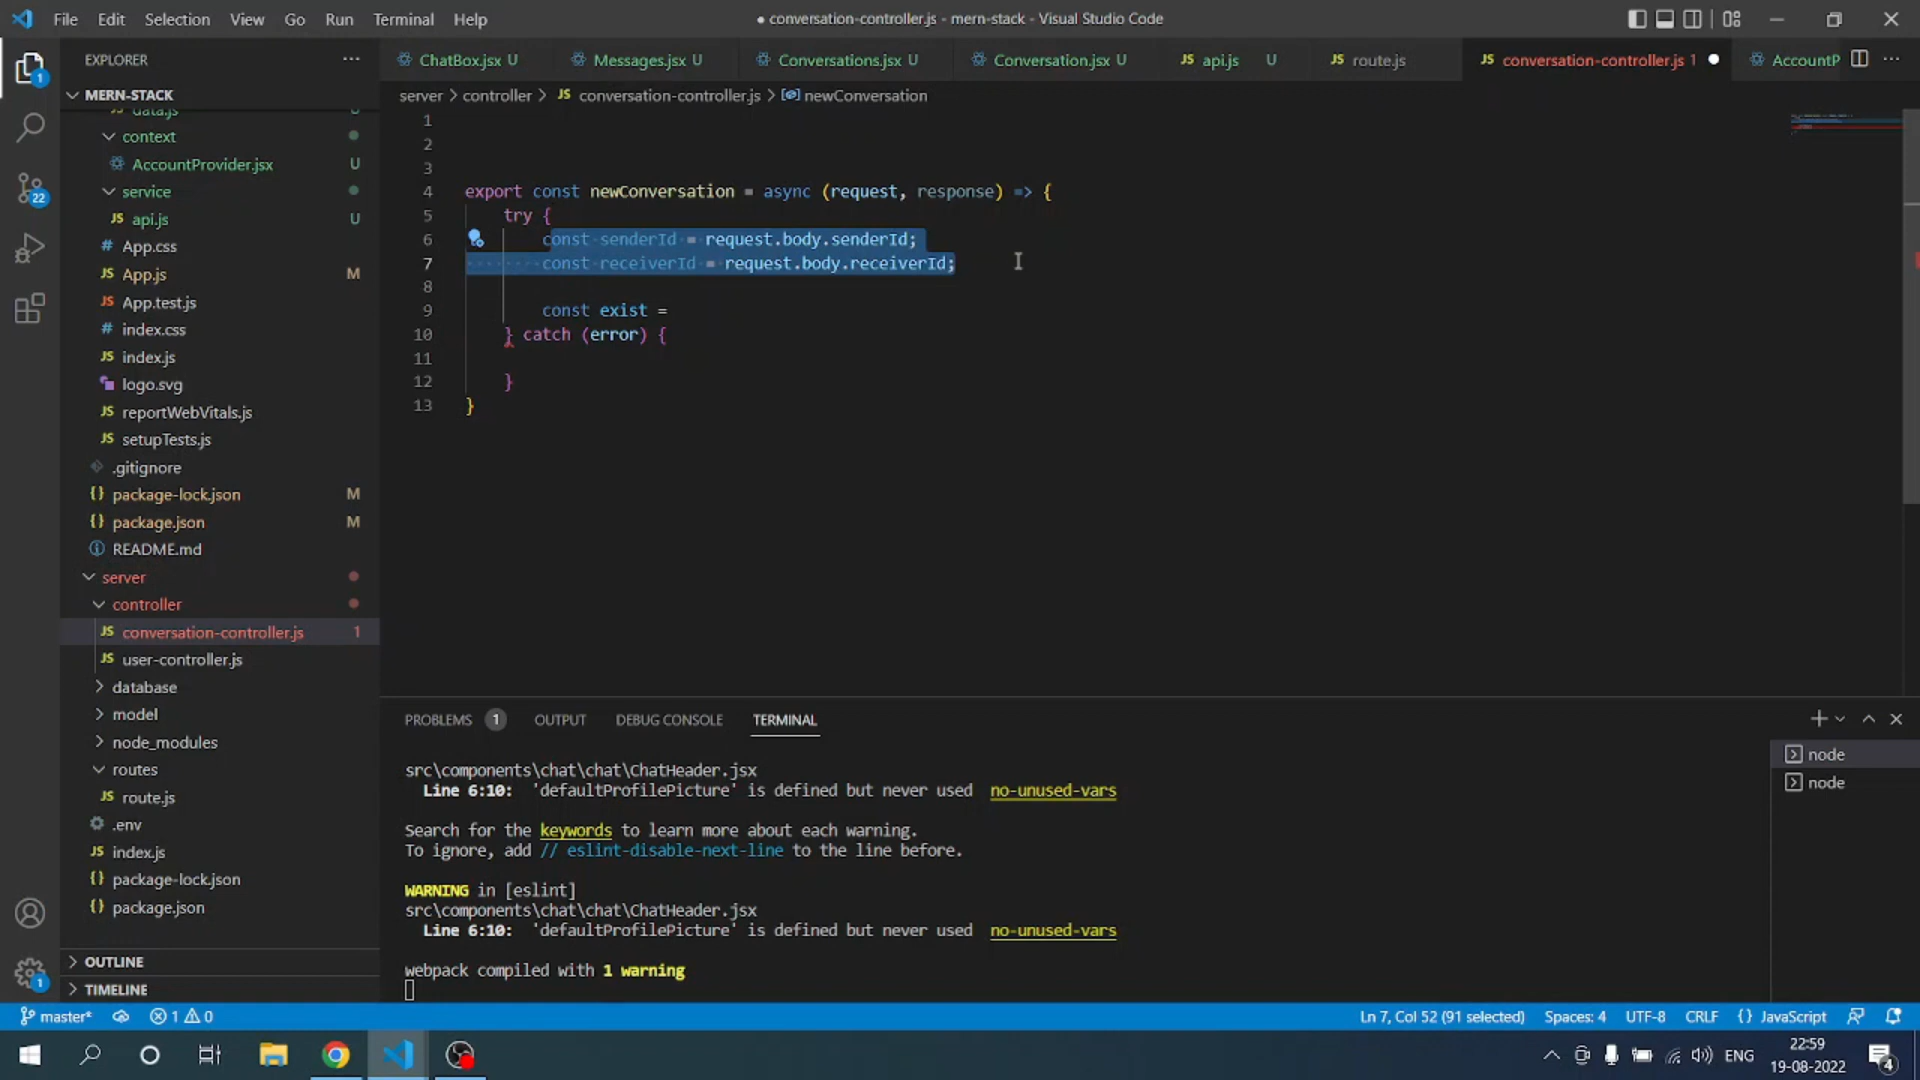 File Edit Selection View Go Run Terminal Help
● conversation-controller.js - mern-stack - Visual Studio Code
EXPLORER
MERN-STACK
data.js
context
AccountProvider.jsx U
service
api.js U
App.css
App.js M
App.test.js
index.css
index.js
logo.svg
reportWebVitals.js
setupTests.js
.gitignore
package-lock.json M
package.json M
README.md
server
controller
conversation-controller.js 1
user-controller.js
database
model
node_modules
routes
route.js
.env
index.js
package-lock.json
package.json
OUTLINE
TIMELINE
ChatBox.jsx U Messages.jsx U Conversations.jsx U Conversation.jsx U JS api.js U JS route.js JS conversation-controller.js 1 AccountP
server > controller > JS conversation-controller.js > newConversation
1
2
3
4 export const newConversation = async (request, response) => {
5 try {
6 const senderId = request.body.senderId;
7 const receiverId = request.body.receiverId;
8
9 const exist =
10 } catch (error) {
11
12 }
13 }
PROBLEMS 1 OUTPUT DEBUG CONSOLE TERMINAL
src\components\chat\chat\ChatHeader.jsx
Line 6:10: 'defaultProfilePicture' is defined but never used no-unused-vars
Search for the keywords to learn more about each warning.
To ignore, add // eslint-disable-next-line to the line before.
WARNING in [eslint]
src\components\chat\chat\ChatHeader.jsx
Line 6:10: 'defaultProfilePicture' is defined but never used no-unused-vars
webpack compiled with 1 warning
node
node
master* 1 0 Ln 7, Col 52 (91 selected) Spaces: 4 UTF-8 CRLF {} JavaScript
ENG
22:59
19-08-2022
4